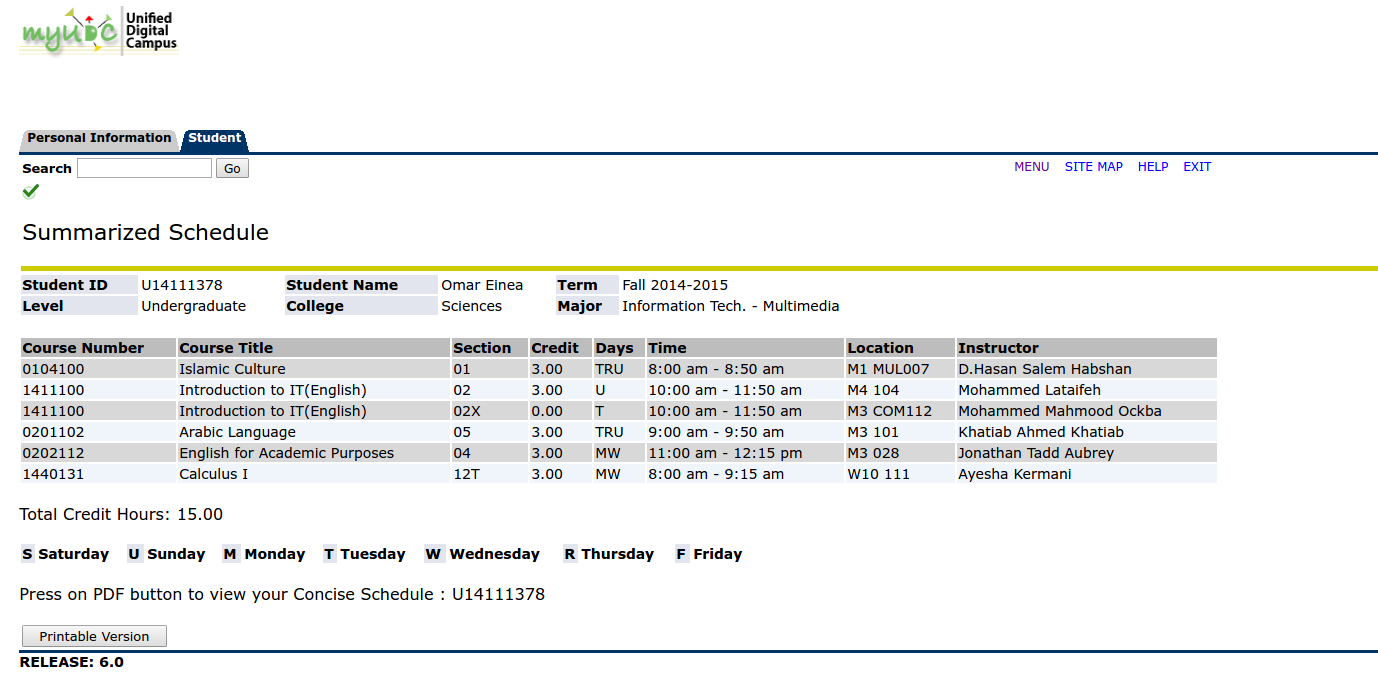 myUDC Unified
Digital
Campus
Personal Information Student
Search Go MENU SITE MAP HELP EXIT
Summarized Schedule
Student ID U14111378 Student Name Omar Einea Term Fall 2014-2015
Level Undergraduate College Sciences Major Information Tech. - Multimedia
Course Number Course Title Section Credit Days Time Location Instructor
0104100 Islamic Culture 01 3.00 TRU 8:00 am - 8:50 am M1 MUL007 D.Hasan Salem Habshan
1411100 Introduction to IT(English) 02 3.00 U 10:00 am - 11:50 am M4 104 Mohammed Lataifeh
1411100 Introduction to IT(English) 02X 0.00 T 10:00 am - 11:50 am M3 COM112 Mohammed Mahmood Ockba
0201102 Arabic Language 05 3.00 TRU 9:00 am - 9:50 am M3 101 Khatiab Ahmed Khatiab
0202112 English for Academic Purposes 04 3.00 MW 11:00 am - 12:15 pm M3 028 Jonathan Tadd Aubrey
1440131 Calculus I 12T 3.00 MW 8:00 am - 9:15 am W10 111 Ayesha Kermani
Total Credit Hours: 15.00
S Saturday U Sunday M Monday T Tuesday W Wednesday R Thursday F Friday
Press on PDF button to view your Concise Schedule : U14111378
Printable Version
RELEASE: 6.0